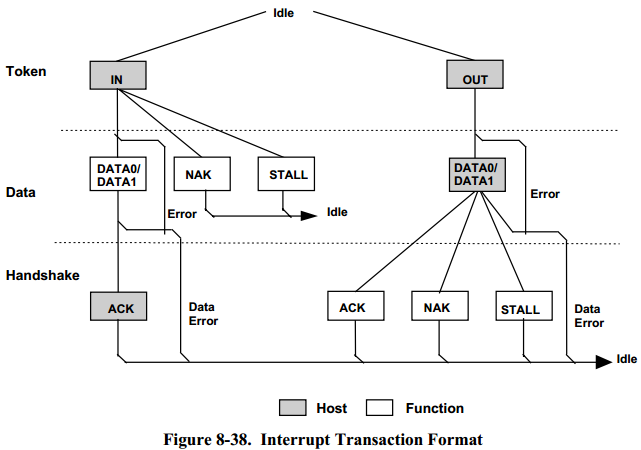 Idle
Token
IN
OUT
DATA0/
DATA1
NAK
STALL
DATA0/
DATA1
Data
Error
Idle
Error
Handshake
ACK
Data
Error
ACK
NAK
STALL
Data
Error
Idle
Host
Function
Figure 8-38. Interrupt Transaction Format